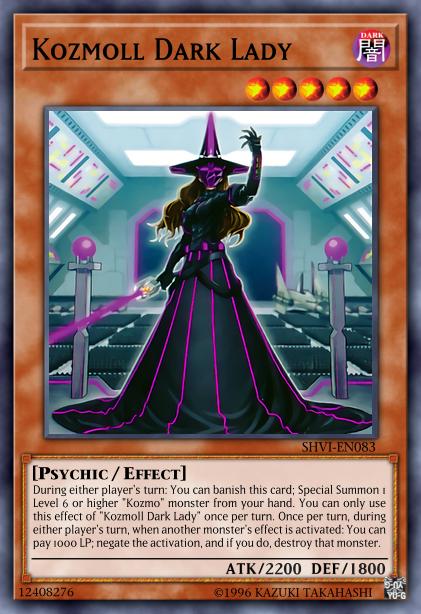 KOZMOLL DARK LADY
DARK
闇
SHVI-EN083
[PSYCHIC / EFFECT]
During either player's turn: You can banish this card; Special Summon 1
Level 6 or higher "Kozmo" monster from your hand. You can only use
this effect of "Kozmoll Dark Lady" once per turn. Once per turn, during
either player's turn, when another monster's effect is activated: You can
pay 1000 LP; negate the activation, and if you do, destroy that monster.
ATK/2200 DEF/1800
12408276
©1996 KAZUKI TAKAHASHI